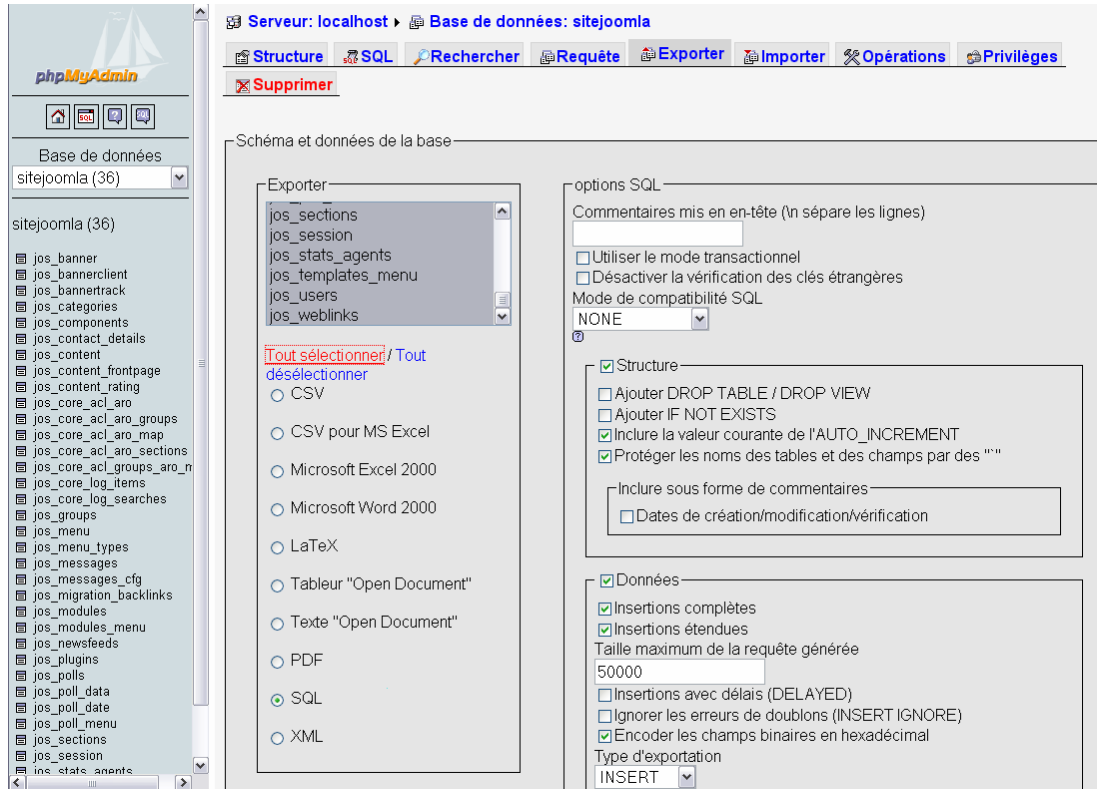 phpMyAdmin
SQL
Base de données
sitejoomla (36)
sitejoomla (36)
jos_banner
jos_bannerclient
jos_bannertrack
jos_categories
jos_components
jos_contact_details
jos_content
jos_content_frontpage
jos_content_rating
jos_core_acl_aro
jos_core_acl_aro_groups
jos_core_acl_aro_map
jos_core_acl_aro_sections
jos_core_acl_groups_aro_m
jos_core_log_items
jos_core_log_searches
jos_groups
jos_menu
jos_menu_types
jos_messages
jos_messages_cfg
jos_migration_backlinks
jos_modules
jos_modules_menu
jos_newsfeeds
jos_plugins
jos_polls
jos_poll_data
jos_poll_date
jos_poll_menu
jos_sections
jos_session
jos_stats_agents
Serveur: localhost Base de données: sitejoomla
Structure SQL Rechercher Requête Exporter Importer Opérations Privilèges
Supprimer
Schéma et données de la base
Exporter
jos_sections
jos_session
jos_stats_agents
jos_templates_menu
jos_users
jos_weblinks
Tout sélectionner / Tout
désélectionner
CSV
CSV pour MS Excel
Microsoft Excel 2000
Microsoft Word 2000
LaTeX
Tableur "Open Document"
Texte "Open Document"
PDF
SQL
XML
options SQL
Commentaires mis en en-tête (\n sépare les lignes)
Utiliser le mode transactionnel
Désactiver la vérification des clés étrangères
Mode de compatibilité SQL
NONE
Structure
Ajouter DROP TABLE / DROP VIEW
Ajouter IF NOT EXISTS
Inclure la valeur courante de l'AUTO_INCREMENT
Protéger les noms des tables et des champs par des "`"
Inclure sous forme de commentaires
Dates de création/modification/vérification
Données
Insertions complètes
Insertions étendues
Taille maximum de la requête générée
50000
Insertions avec délais (DELAYED)
Ignorer les erreurs de doublons (INSERT IGNORE)
Encoder les champs binaires en hexadécimal
Type d'exportation
INSERT